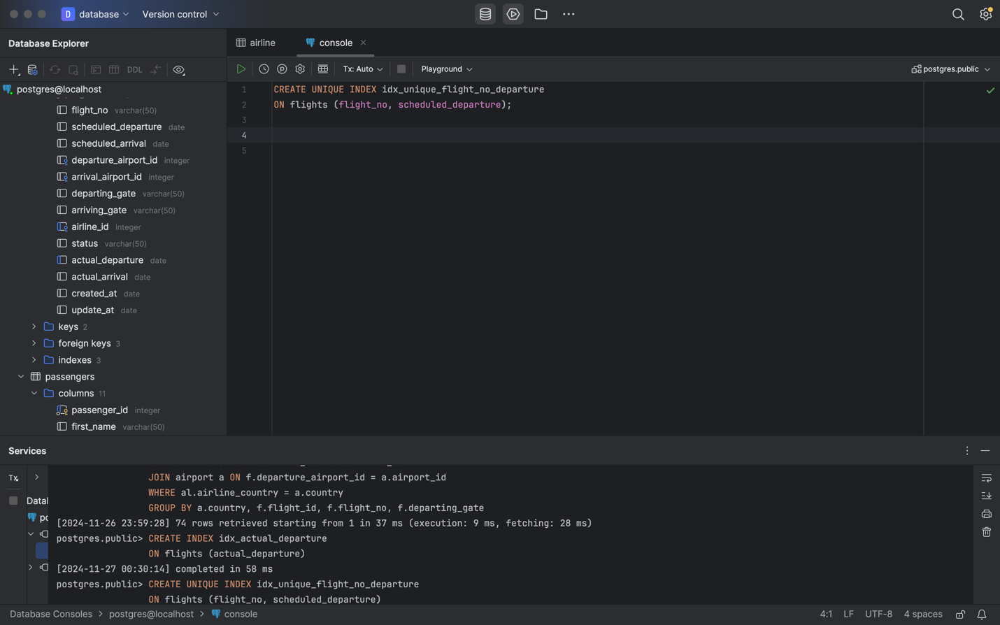 D database Version control
Database Explorer
airline
console
DDL
Tx: Auto
Playground
postgres.public
postgres@localhost
flight_no varchar(50)
scheduled_departure date
scheduled_arrival date
departure_airport_id integer
arrival_airport_id integer
departing_gate varchar(50)
arriving_gate varchar(50)
airline_id integer
status varchar(50)
actual_departure date
actual_arrival date
created_at date
update_at date
keys 2
foreign keys 3
indexes 3
passengers
columns 11
passenger_id integer
first_name varchar(50)
1 CREATE UNIQUE INDEX idx_unique_flight_no_departure
2 ON flights (flight_no, scheduled_departure);
3
4
5
Services
Tx
Datal
po
JOIN airport a ON f.departure_airport_id = a.airport_id
WHERE al.airline_country = a.country
GROUP BY a.country, f.flight_id, f.flight_no, f.departing_gate
[2024-11-26 23:59:28] 74 rows retrieved starting from 1 in 37 ms (execution: 9 ms, fetching: 28 ms)
postgres.public> CREATE INDEX idx_actual_departure
ON flights (actual_departure)
[2024-11-27 00:30:14] completed in 58 ms
postgres.public> CREATE UNIQUE INDEX idx_unique_flight_no_departure
ON flights (flight_no, scheduled_departure)
Database Consoles > postgres@localhost > console
4:1 LF UTF-8 4 spaces